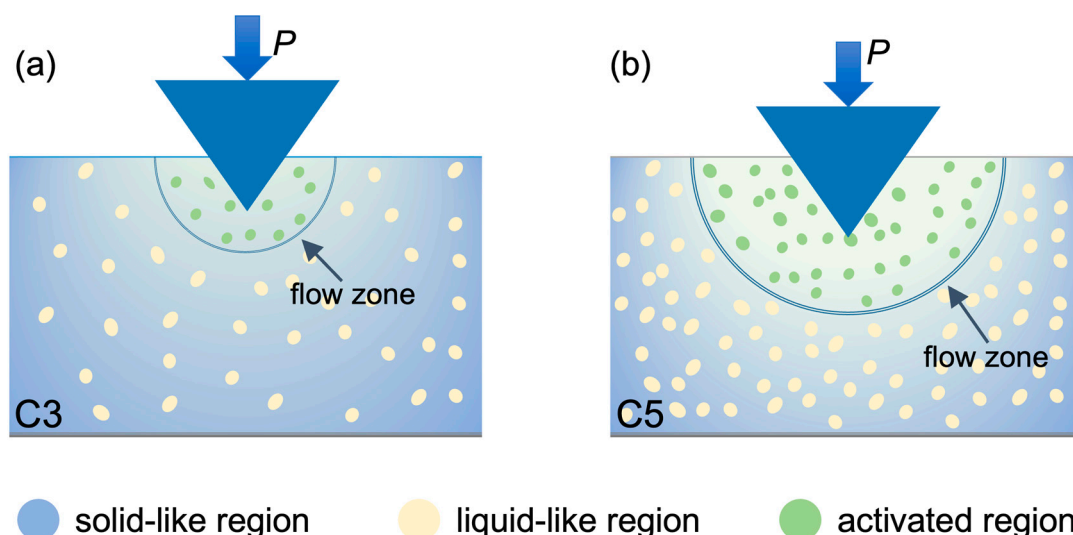 (a)
P
flow zone
C3
(b)
P
flow zone
C5
solid-like region
liquid-like region
activated region